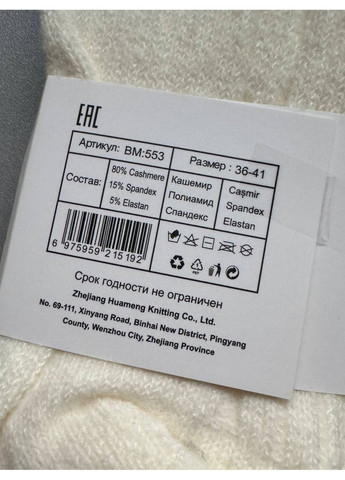 EAC
Артикул: BM:553
Размер : 36-41
Состав:
80% Cashmere
15% Spandex
5% Elastan
Кашемир
Полиамид
Спандекс
Caşmir
Spandex
Elastan
6 975959 215192
Срок годности не ограничен
Zhejiang Huameng Knitting Co., Ltd.
No. 69-111, Xinyang Road, Binhai New District, Pingyang
County, Wenzhou City, Zhejiang Province